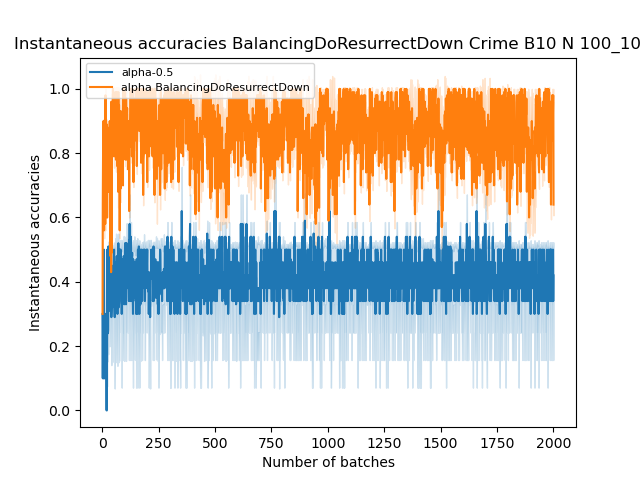 Instantaneous accuracies BalancingDoResurrectDown Crime B10 N 100_10
alpha-0.5
alpha BalancingDoResurrectDown
Instantaneous accuracies
1.0
0.8
0.6
0.4
0.2
0.0
0 250 500 750 1000 1250 1500 1750 2000
Number of batches